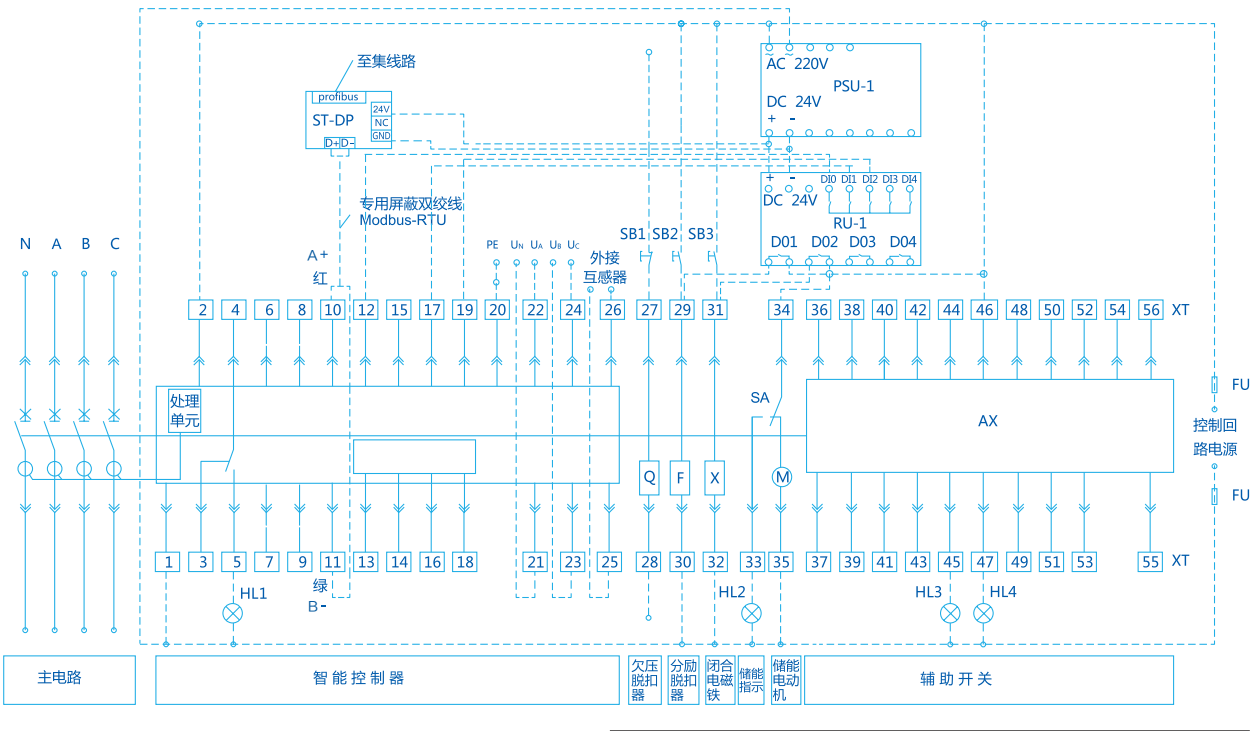 至集线路
profibus
ST-DP
24V
NC
GND
D+ D-
AC 220V
PSU-1
DC 24V
+ -
+ -
DI0 DI1 DI2 DI3 DI4
DC 24V
RU-1
D01 D02 D03 D04
专用屏蔽双绞线
Modbus-RTU
N A B C
A+
红
PE UN UA UB UC
外接
互感器
SB1 SB2 SB3
2 4 6 8 10 12 15 17 19 20 22 24 26 27 29 31 34 36 38 40 42 44 46 48 50 52 54 56 XT
处理
单元
SA
AX
FU
控制回
路电源
FU
Q F X M
1 3 5 7 9 11 13 14 16 18 21 23 25 28 30 32 33 35 37 39 41 43 45 47 49 51 53 55 XT
绿
B-
HL1 HL2 HL3 HL4
主电路
智能控制器
欠压
脱扣
器
分励
脱扣
器
闭合
电磁
铁
储能
指示
储能
电动
机
辅助开关